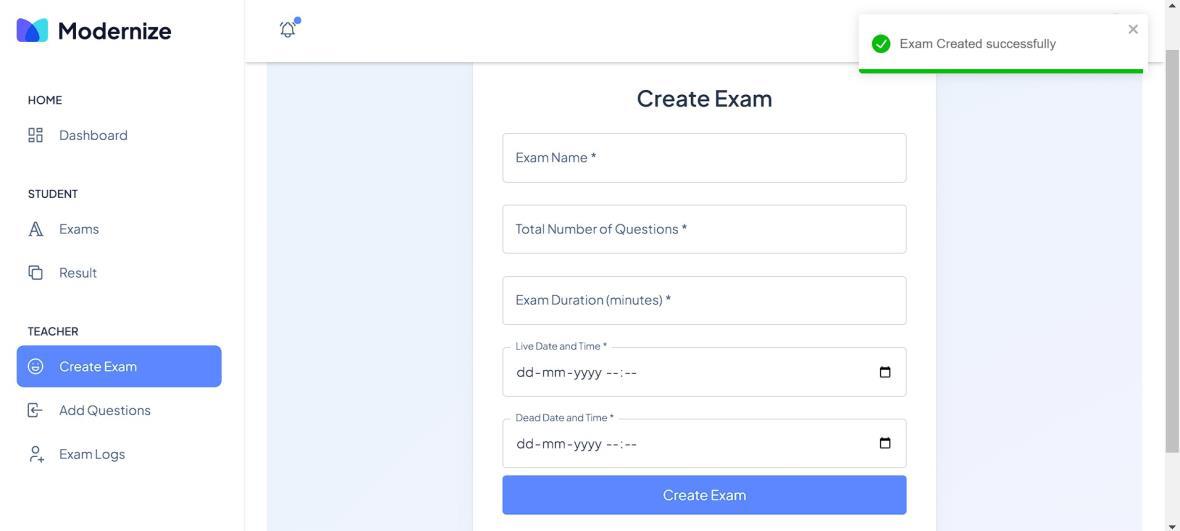 Modernize
Exam Created successfully
HOME
Dashboard
STUDENT
Exams
Result
TEACHER
Create Exam
Add Questions
Exam Logs
Create Exam
Exam Name *
Total Number of Questions *
Exam Duration (minutes) *
Live Date and Time *
dd-mm-yyyy --:--
Dead Date and Time *
dd-mm-yyyy --:--
Create Exam